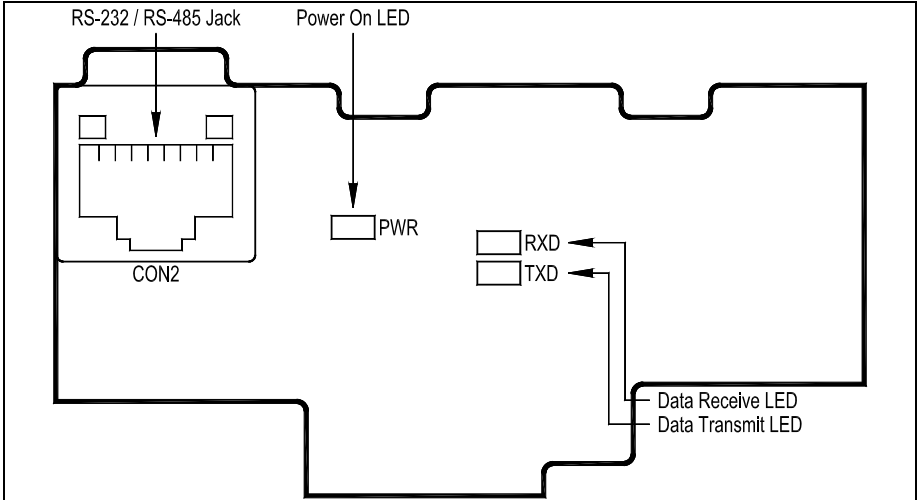 RS-232 / RS-485 Jack
Power On LED
PWR
RXD
TXD
CON2
Data Receive LED
Data Transmit LED